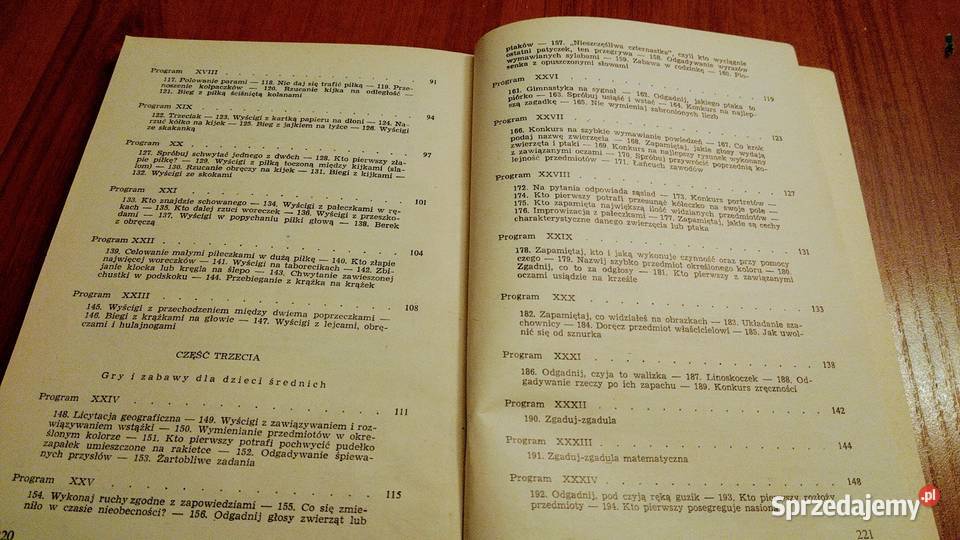 Program XVIII . . . . . . . . . . . . 91
117. Polowanie parami — 118. Nie daj się trafić piłką — 119. Prze-
noszenie kołpaczków — 120. Rzucanie kijka na odległość —
121. Bieg z piłką ściśniętą kolanami
Program XIX . . . . . . . . . . . . 94
122. Trzeciak — 123. Wyścigi z kartką papieru na dłoni — 124. Na-
rzuć kółko na kijek — 125. Bieg z jajkiem na łyżce — 126. Wyścigi
ze skakanką
Program XX . . . . . . . . . . . . 97
127. Spróbuj schwytać jednego z dwóch — 128. Kto pierwszy zła-
pie piłkę? — 129. Wyścigi z piłką toczoną między kijkami (sla-
lom) — 130. Rzucanie obręczy na kijek — 131. Biegi z kijkami —
132. Wyścigi ze skokami
Program XXI . . . . . . . . . . . . 101
133. Kto znajdzie schowanego — 134. Wyścigi z pałeczkami w rę-
kach — 135. Kto dalej rzuci woreczek — 136. Wyścigi z przeszko-
dami — 137. Wyścigi w popychaniu piłki głową — 138. Berek
z obręczą
Program XXII . . . . . . . . . . . . 104
139. Celowanie małymi piłeczkami w dużą piłkę — 140. Kto złapie
najwięcej woreczków — 141. Wyścigi na taborecikach — 142. Zbi-
janie klocka lub kręgla na ślepo — 143. Chwytanie zawieszonej
chustki w podskoku — 144. Przebieganie z krążka na krążek
Program XXIII . . . . . . . . . . . . 108
145. Wyścigi z przechodzeniem między dwiema poprzeczkami —
146. Biegi z krążkami na głowie — 147. Wyścigi z lejcami, obrę-
czami i hulajnogami
CZĘŚĆ TRZECIA
Gry i zabawy dla dzieci średnich
Program XXIV . . . . . . . . . . . . 111
148. Licytacja geograficzna — 149. Wyścigi z zawiązywaniem i roz-
wiązywaniem wstążki — 150. Wymienianie przedmiotów w okre-
ślonym kolorze — 151. Kto pierwszy potrafi pochwycić pudełko
zapałek umieszczone na rakietce — 152. Odgadywanie śpiewa-
nych przysłów — 153. Żartobliwe zadania
Program XXV . . . . . . . . . . . . 115
154. Wykonaj ruchy zgodne z zapowiedziami — 155. Co się zmie-
niło w czasie nieobecności? — 156. Odgadnij głosy zwierząt lub
220
ptaków — 157. „Nieszczęśliwa czternastka", czyli kto wyciągnie
ostatni patyczek, ten przegrywa — 158. Odgadywanie wyrazów
wymawianych sylabami — 159. Zabawa w rodzinkę — 160. Pio-
senka z opuszczonymi słowami
Program XXVI . . . . . . . . . . . . 119
161. Gimnastyka na sygnał — 162. Odgadnij, jakiego ptaka to
piórko — 163. Spróbuj usiąść i wstać — 164. Konkurs na najlep-
szą zagadkę — 165. Nie wymieniaj zabronionych liczb
Program XXVII . . . . . . . . . . . . 123
166. Konkurs na szybkie wymawianie powiedzeń — 167. Co krok
podaj nazwę zwierzęcia — 168. Zapamiętaj, jakie głosy wydają
zwierzęta i ptaki — 169. Konkurs na najlepszy rysunek wykonany
z zawiązanymi oczami — 170. Spróbuj przywrócić poprzednią ko-
lejność przedmiotów — 171. Łańcuch zawodów
Program XXVIII . . . . . . . . . . . . 127
172. Na pytania odpowiada sąsiad — 173. Konkurs portretów —
174. Kto pierwszy potrafi przesunąć kółeczko na swoje pole —
175. Kto zapamięta największą ilość widzianych przedmiotów —
176. Improwizacja z pałeczkami — 177. Zapamiętaj, jakie są cechy
charakterystyczne danego zwierzęcia lub ptaka
Program XXIX . . . . . . . . . . . . 131
178. Zapamiętaj, kto i jaką wykonuje czynność oraz przy pomocy
czego — 179. Nazwij szybko przedmiot określonego koloru — 180.
Zgadnij, co to za odgłosy — 181. Kto pierwszy z zawiązanymi
oczami usiądzie na krześle
Program XXX . . . . . . . . . . . . 133
182. Zapamiętaj, co widziałeś na obrazkach — 183. Układanie sza-
chownicy — 184. Doręcz przedmiot właścicielowi — 185. Jak uwol-
nić się od sznurka
Program XXXI . . . . . . . . . . . . 138
186. Odgadnij, czyja to walizka — 187. Linoskoczek — 188. Od-
gadywanie rzeczy po ich zapachu — 189. Konkurs zręczności
Program XXXII . . . . . . . . . . . . 142
190. Zgaduj-zgadula
Program XXXIII . . . . . . . . . . . . 144
191. Zgaduj-zgadula matematyczna
Program XXXIV . . . . . . . . . . . . 148
192. Odgadnij, pod czyją ręką guzik — 193. Kto pierwszy rozłoży
przedmioty — 194. Kto pierwszy posegreguje nasiona
221
Sprzedajemy.pl